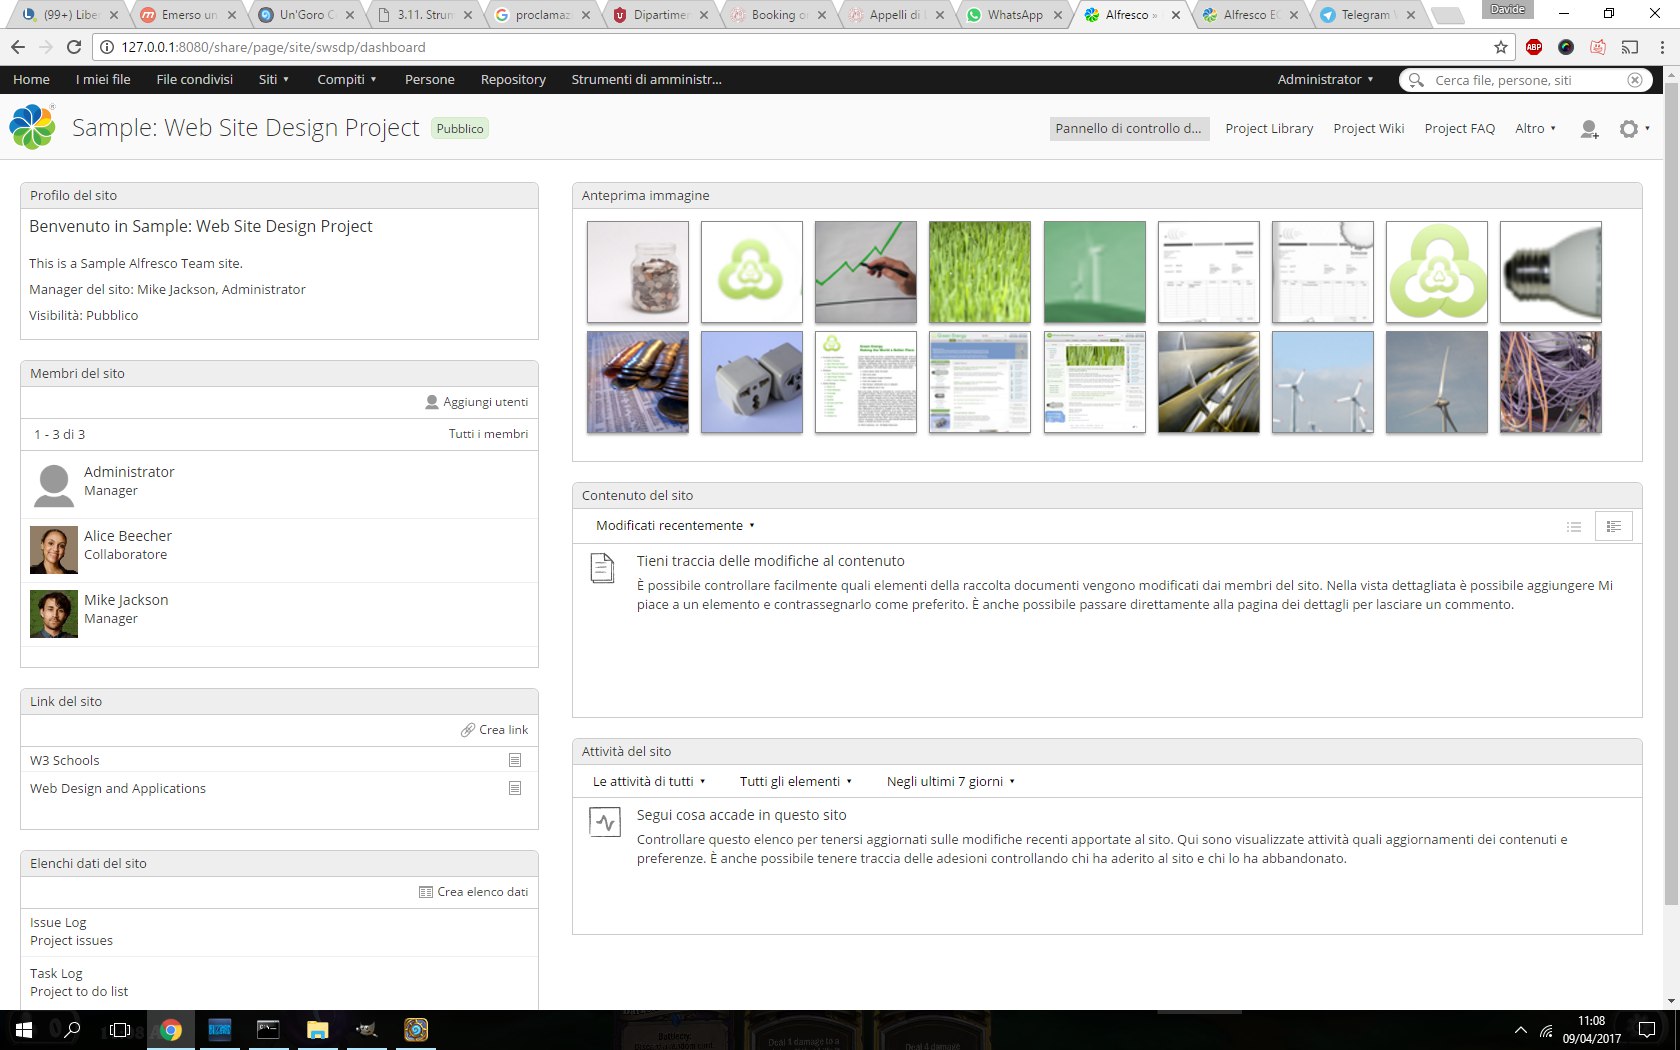 (99+) Liber
Emerso un
Un'Goro C
3.11. Strum
proclamaz
Dipartimen
Booking on
Appelli di L
WhatsApp
Alfresco »
Alfresco EC
Telegram W
Davide
127.0.0.1:8080/share/page/site/swsdp/dashboard
ABP
Home
I miei file
File condivisi
Siti
Compiti
Persone
Repository
Strumenti di amministr...
Administrator
Cerca file, persone, siti
Sample: Web Site Design Project
Pubblico
Pannello di controllo d...
Project Library
Project Wiki
Project FAQ
Altro
Profilo del sito
Benvenuto in Sample: Web Site Design Project
This is a Sample Alfresco Team site.
Manager del sito: Mike Jackson, Administrator
Visibilità: Pubblico
Membri del sito
Aggiungi utenti
1 - 3 di 3
Tutti i membri
Administrator
Manager
Alice Beecher
Collaboratore
Mike Jackson
Manager
Link del sito
Crea link
W3 Schools
Web Design and Applications
Elenchi dati del sito
Crea elenco dati
Issue Log
Project issues
Task Log
Project to do list
Anteprima immagine
Contenuto del sito
Modificati recentemente
Tieni traccia delle modifiche al contenuto
È possibile controllare facilmente quali elementi della raccolta documenti vengono modificati dai membri del sito. Nella vista dettagliata è possibile aggiungere Mi
piace a un elemento e contrassegnarlo come preferito. È anche possibile passare direttamente alla pagina dei dettagli per lasciare un commento.
Attività del sito
Le attività di tutti
Tutti gli elementi
Negli ultimi 7 giorni
Segui cosa accade in questo sito
Controllare questo elenco per tenersi aggiornati sulle modifiche recenti apportate al sito. Qui sono visualizzate attività quali aggiornamenti dei contenuti e
preferenze. È anche possibile tenere traccia delle adesioni controllando chi ha aderito al sito e chi lo ha abbandonato.
11:08
09/04/2017